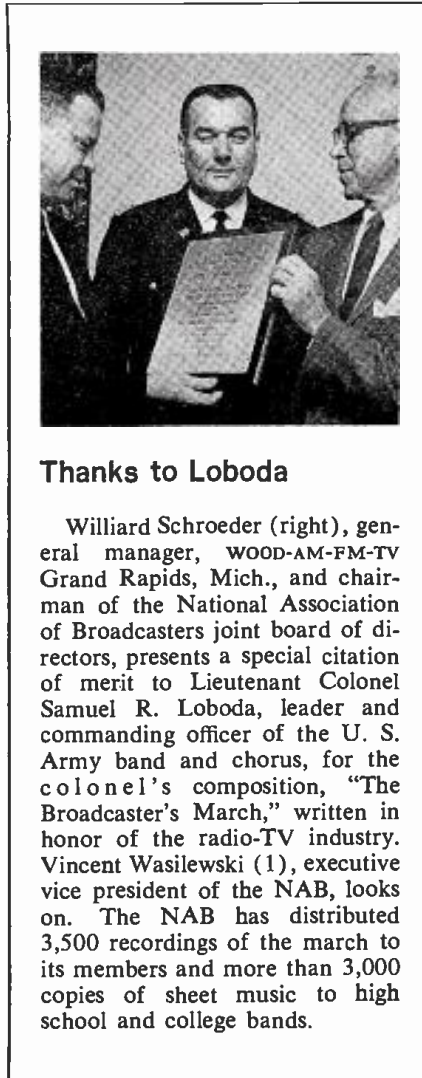 Thanks to Loboda
Williard Schroeder (right), gen-
eral manager, WOOD-AM-FM-TV
Grand Rapids, Mich., and chair-
man of the National Association
of Broadcasters joint board of di-
rectors, presents a special citation
of merit to Lieutenant Colonel
Samuel R. Loboda, leader and
commanding officer of the U. S.
Army band and chorus, for the
colonel's composition, "The
Broadcaster's March," written in
honor of the radio-TV industry.
Vincent Wasilewski (1), executive
vice president of the NAB, looks
on. The NAB has distributed
3,500 recordings of the march to
its members and more than 3,000
copies of sheet music to high
school and college bands.